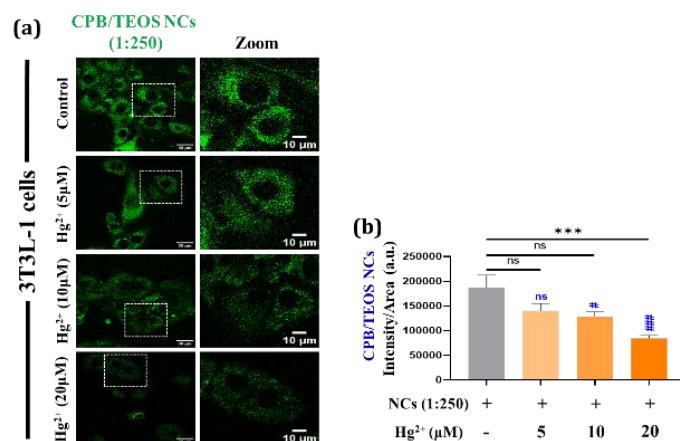 (a)
CPB/TEOS NCs
(1:250)
Zoom
3T3L-1 cells
Control
10 μm
Hg²⁺ (5μM)
10 μm
Hg²⁺ (10μM)
10 μm
Hg²⁺ (20μM)
10 μm
(b)
CPB/TEOS NCs
Intensity/Area (a.u.)
***
ns
ns
250000
200000
150000
100000
50000
0
ns
#
###
NCs (1:250) + + + +
Hg²⁺ (μM) - 5 10 20